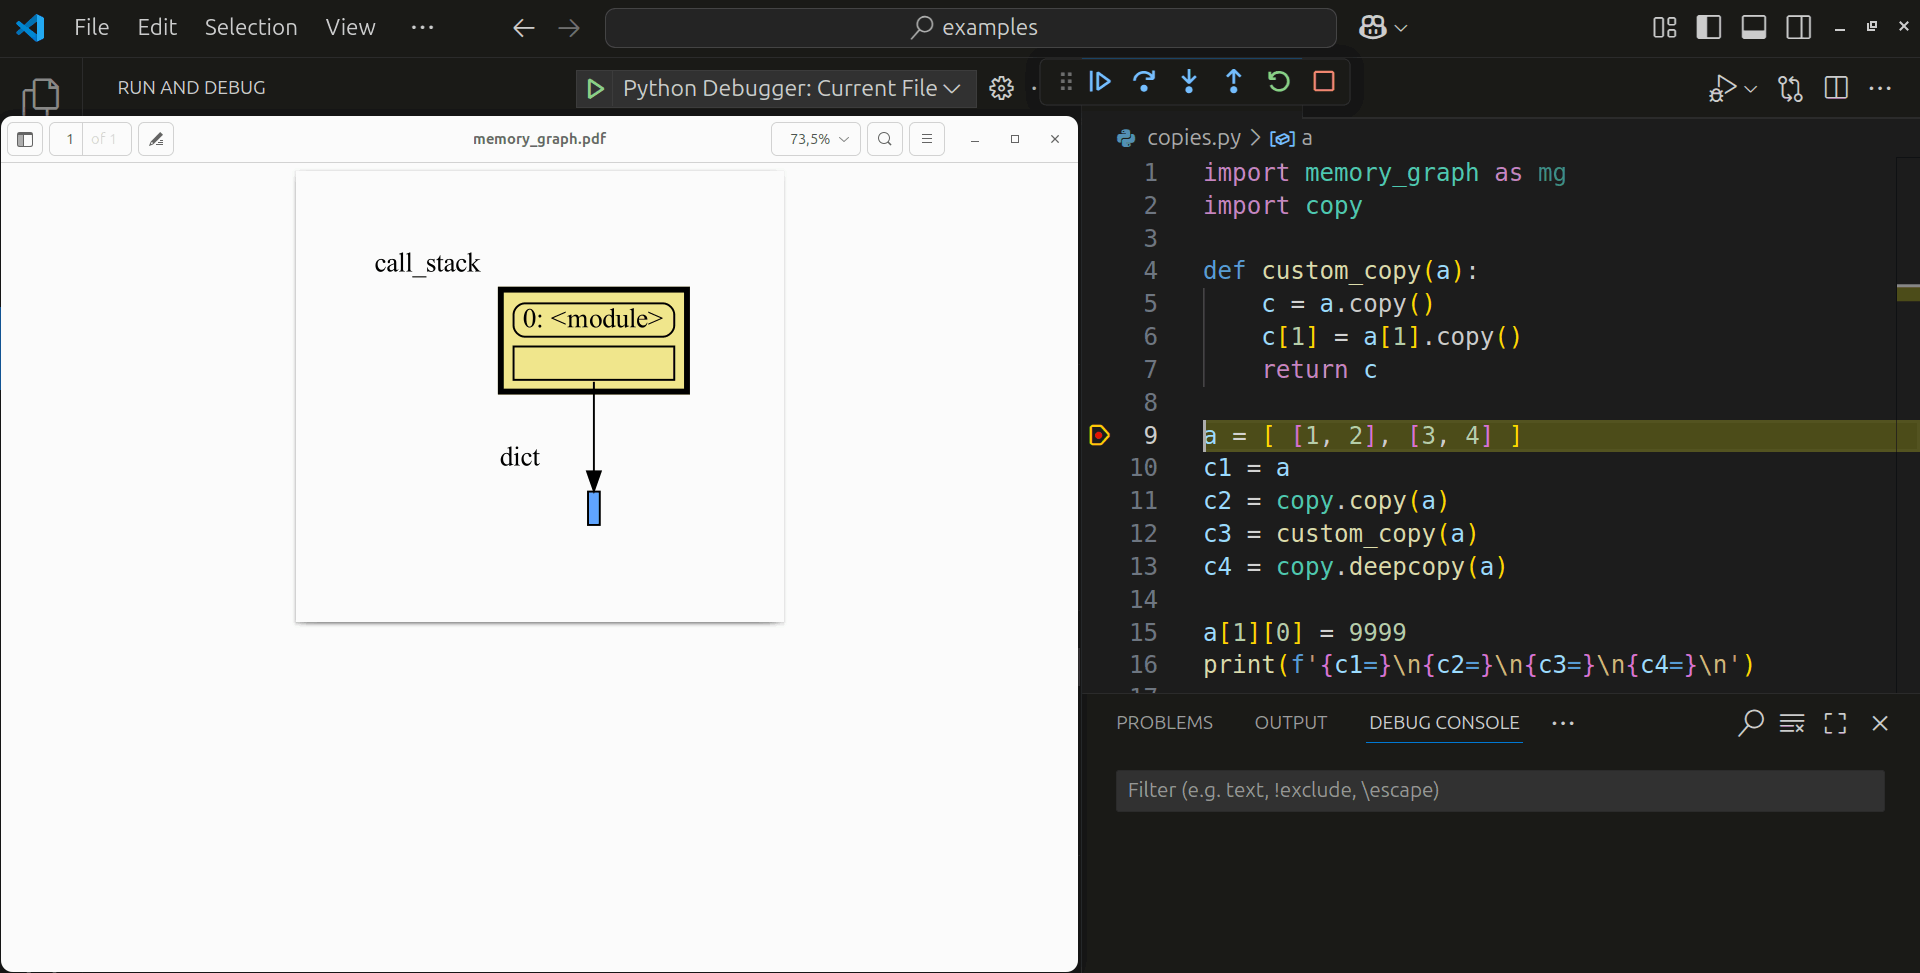 File Edit Selection View ···
examples
RUN AND DEBUG
Python Debugger: Current File
1 of 1
memory_graph.pdf
73,5%
call_stack
0: <module>
dict
copies.py > a
1 import memory_graph as mg
2 import copy
3
4 def custom_copy(a):
5     c = a.copy()
6     c[1] = a[1].copy()
7     return c
8
9 a = [ [1, 2], [3, 4] ]
10 c1 = a
11 c2 = copy.copy(a)
12 c3 = custom_copy(a)
13 c4 = copy.deepcopy(a)
14
15 a[1][0] = 9999
16 print(f'{c1=}\n{c2=}\n{c3=}\n{c4=}\n')
17
PROBLEMS OUTPUT DEBUG CONSOLE ···
Filter (e.g. text, !exclude, \escape)